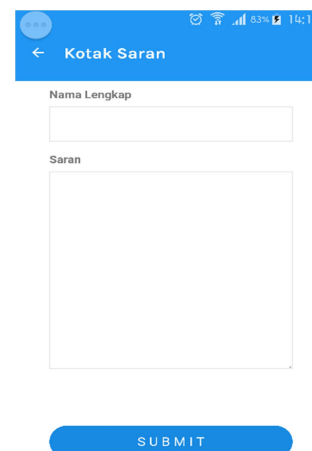 83% 14:1
Kotak Saran
Nama Lengkap
Saran
SUBMIT